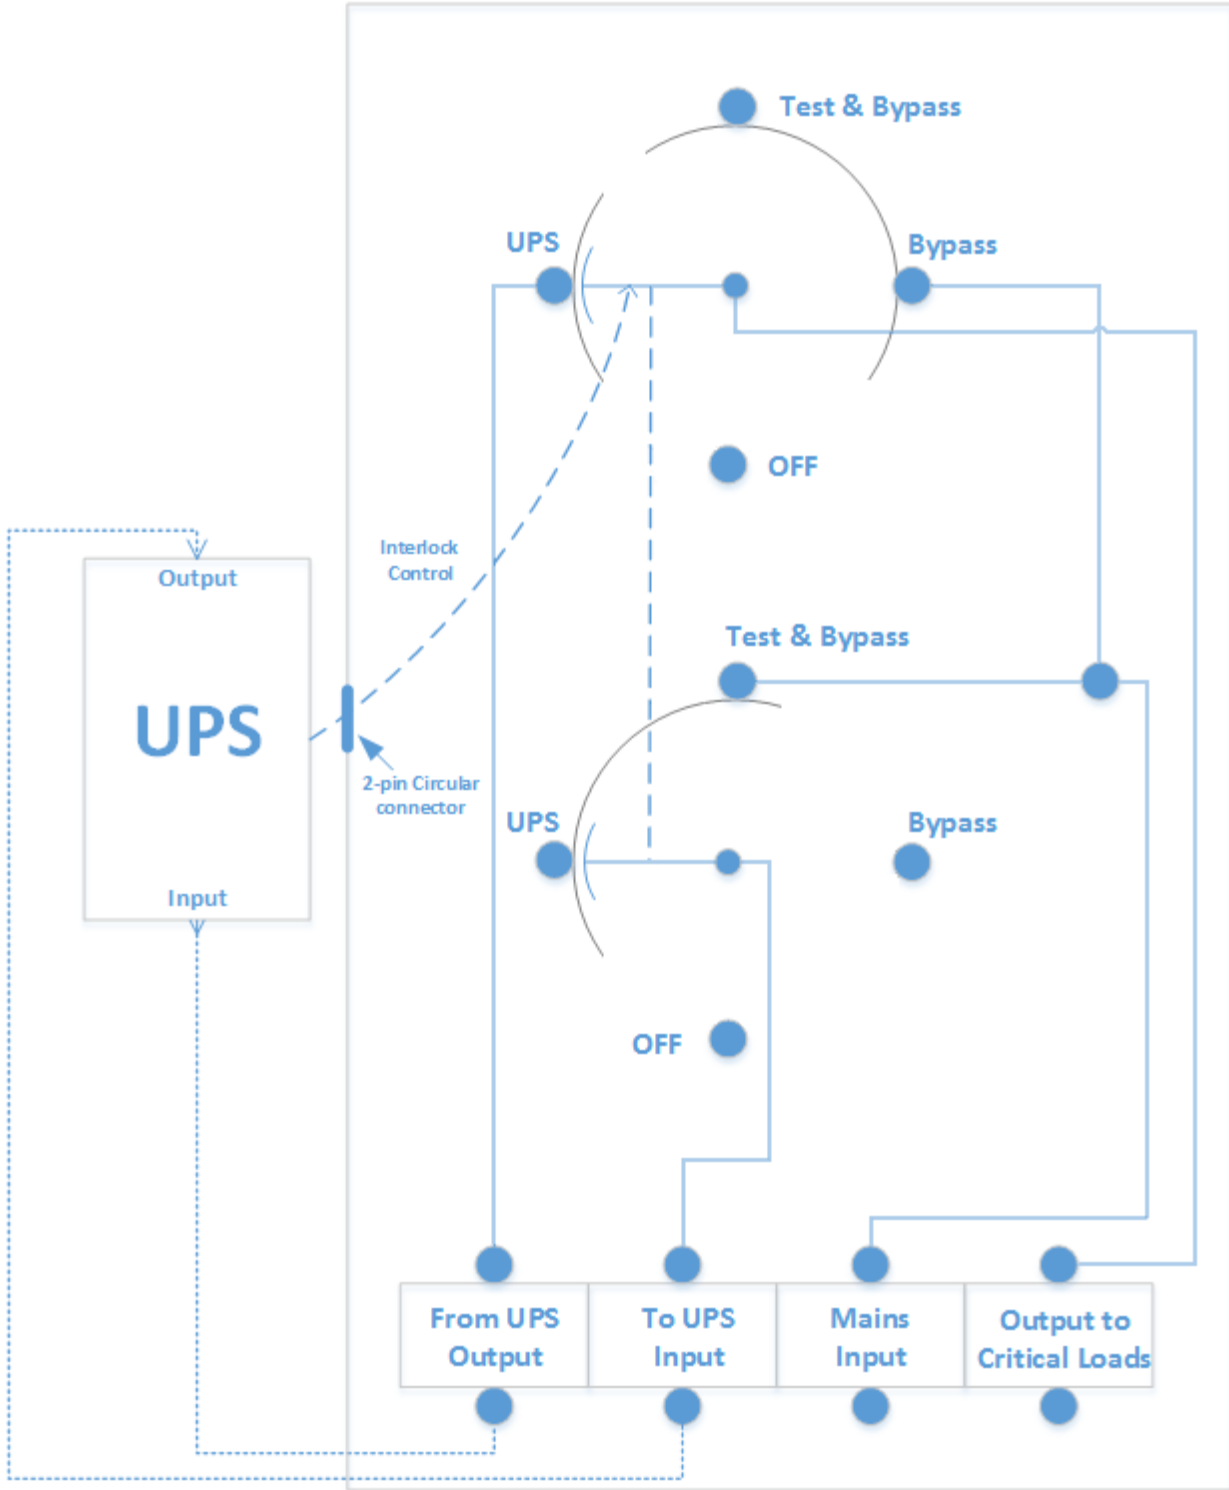 Test & Bypass
UPS
Bypass
OFF
Interlock
Control
Output
Test & Bypass
UPS
2-pin Circular
connector
UPS
Bypass
Input
OFF
From UPS
Output
To UPS
Input
Mains
Input
Output to
Critical Loads